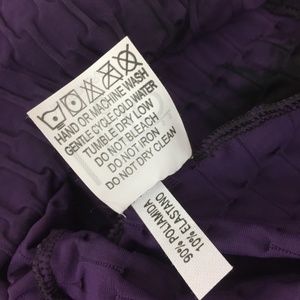 HAND OR MACHINE WASH
GENTLE CYCLE COLD WATER
TUMBLE DRY LOW
DO NOT BLEACH
DO NOT IRON
DO NOT DRY CLEAN
90% POLIAMIDA
10% ELASTANO